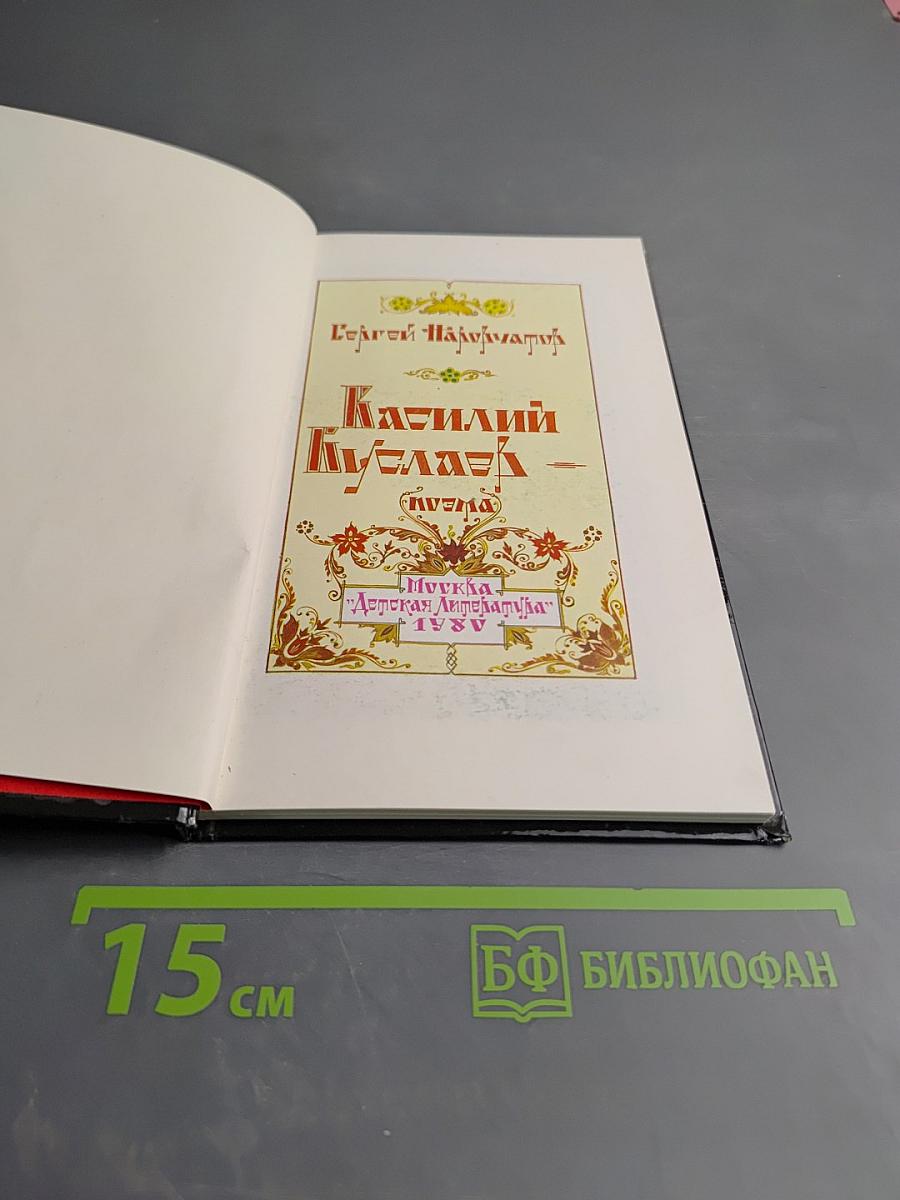 Сергей Наровчатов
Василий
Буслаев —
поэма
Москва
"Детская Литература"
1980
15 см
БФ БИБЛИОФАН